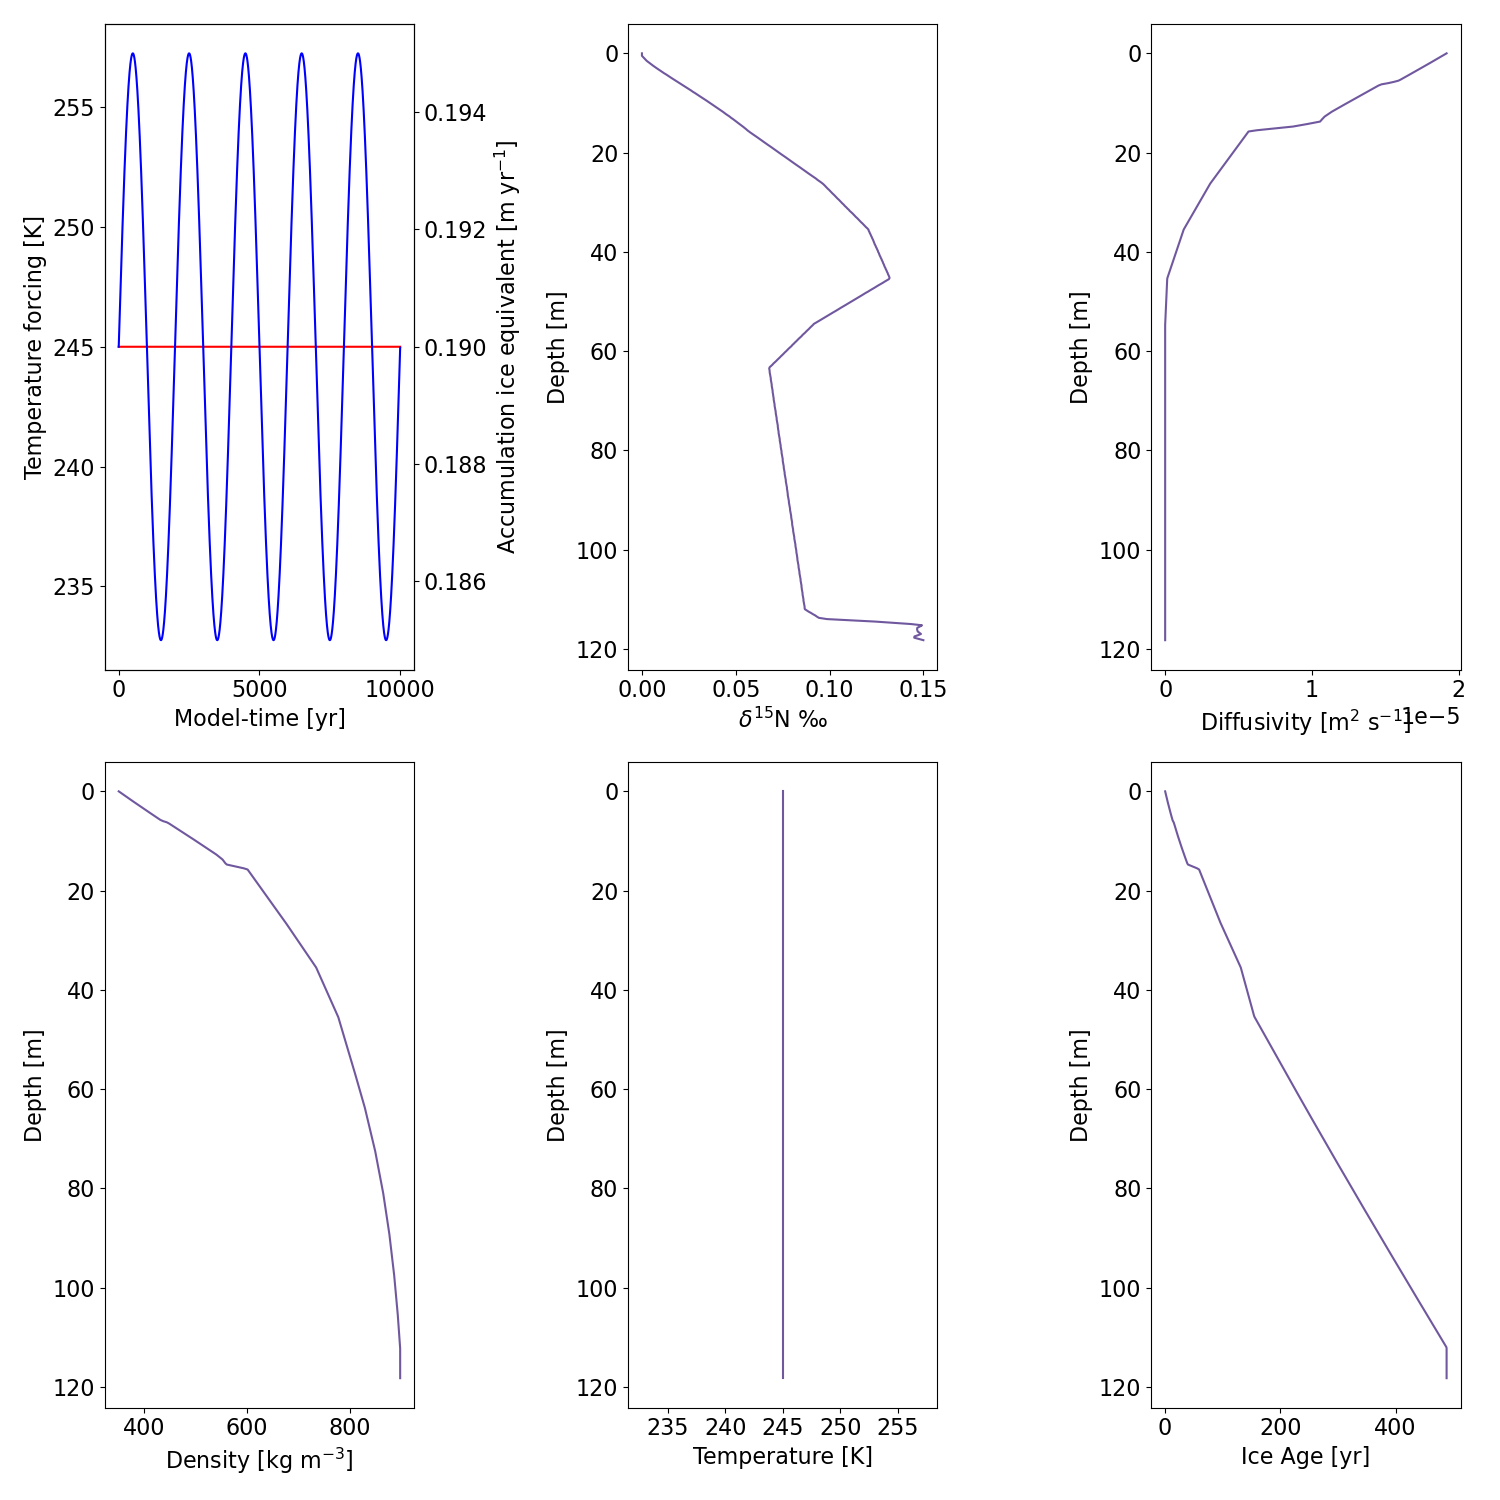 Temperature forcing [K]
255
250
245
240
235
0 5000 10000
Model-time [yr]
0.194
0.192
0.190
0.188
0.186
Accumulation ice equivalent [m yr⁻¹]
Depth [m]
0
20
40
60
80
100
120
0.00 0.05 0.10 0.15
δ¹⁵N ‰
Depth [m]
0
20
40
60
80
100
120
0 1 2
Diffusivity [m² s⁻¹]
1e−5
Depth [m]
0
20
40
60
80
100
120
400 600 800
Density [kg m⁻³]
Depth [m]
0
20
40
60
80
100
120
235 240 245 250 255
Temperature [K]
Depth [m]
0
20
40
60
80
100
120
0 200 400
Ice Age [yr]